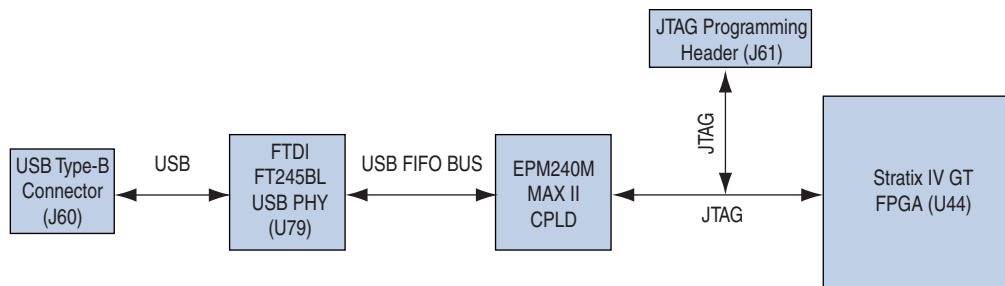 JTAG Programming
Header (J61)
JTAG
USB Type-B
Connector
(J60)
USB
FTDI
FT245BL
USB PHY
(U79)
USB FIFO BUS
EPM240M
MAX II
CPLD
JTAG
Stratix IV GT
FPGA (U44)